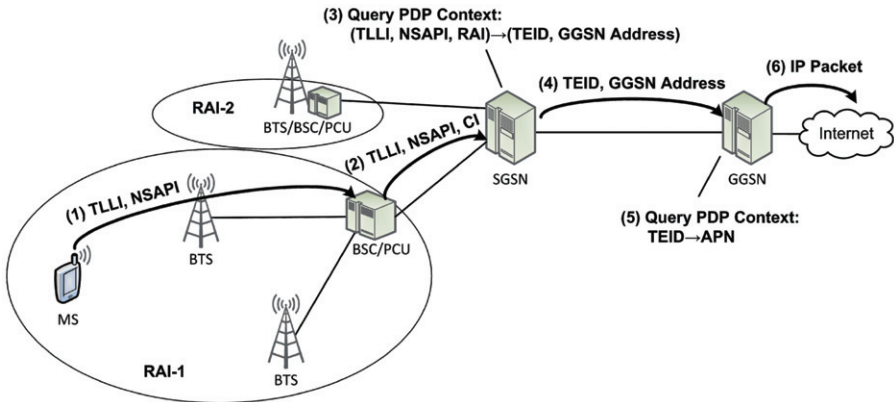 (3) Query PDP Context:
(TLLI, NSAPI, RAI)→(TEID, GGSN Address)
(4) TEID, GGSN Address
(6) IP Packet
RAI-2
BTS/BSC/PCU
(2) TLLI, NSAPI, CI
Internet
SGSN
GGSN
(1) TLLI, NSAPI
(5) Query PDP Context:
TEID→APN
BTS
BSC/PCU
MS
RAI-1
BTS